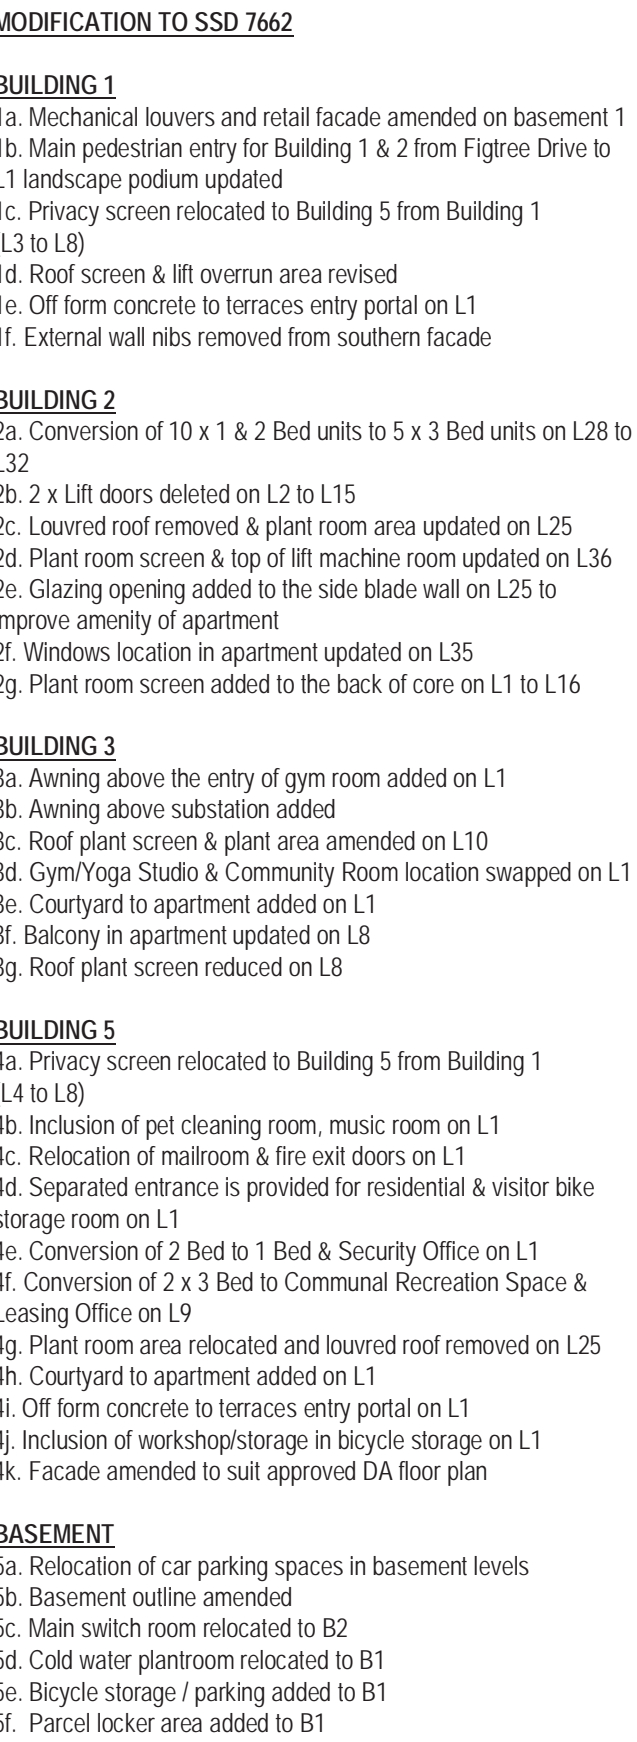 MODIFICATION TO SSD 7662
BUILDING 1
1a. Mechanical louvers and retail facade amended on basement 1
1b. Main pedestrian entry for Building 1 & 2 from Figtree Drive to
L1 landscape podium updated
1c. Privacy screen relocated to Building 5 from Building 1
(L3 to L8)
1d. Roof screen & lift overrun area revised
1e. Off form concrete to terraces entry portal on L1
1f. External wall nibs removed from southern facade
BUILDING 2
2a. Conversion of 10 x 1 & 2 Bed units to 5 x 3 Bed units on L28 to
L32
2b. 2 x Lift doors deleted on L2 to L15
2c. Louvred roof removed & plant room area updated on L25
2d. Plant room screen & top of lift machine room updated on L36
2e. Glazing opening added to the side blade wall on L25 to
improve amenity of apartment
2f. Windows location in apartment updated on L35
2g. Plant room screen added to the back of core on L1 to L16
BUILDING 3
3a. Awning above the entry of gym room added on L1
3b. Awning above substation added
3c. Roof plant screen & plant area amended on L10
3d. Gym/Yoga Studio & Community Room location swapped on L1
3e. Courtyard to apartment added on L1
3f. Balcony in apartment updated on L8
3g. Roof plant screen reduced on L8
BUILDING 5
4a. Privacy screen relocated to Building 5 from Building 1
(L4 to L8)
4b. Inclusion of pet cleaning room, music room on L1
4c. Relocation of mailroom & fire exit doors on L1
4d. Separated entrance is provided for residential & visitor bike
storage room on L1
4e. Conversion of 2 Bed to 1 Bed & Security Office on L1
4f. Conversion of 2 x 3 Bed to Communal Recreation Space &
Leasing Office on L9
4g. Plant room area relocated and louvred roof removed on L25
4h. Courtyard to apartment added on L1
4i. Off form concrete to terraces entry portal on L1
4j. Inclusion of workshop/storage in bicycle storage on L1
4k. Facade amended to suit approved DA floor plan
BASEMENT
5a. Relocation of car parking spaces in basement levels
5b. Basement outline amended
5c. Main switch room relocated to B2
5d. Cold water plantroom relocated to B1
5e. Bicycle storage / parking added to B1
5f. Parcel locker area added to B1